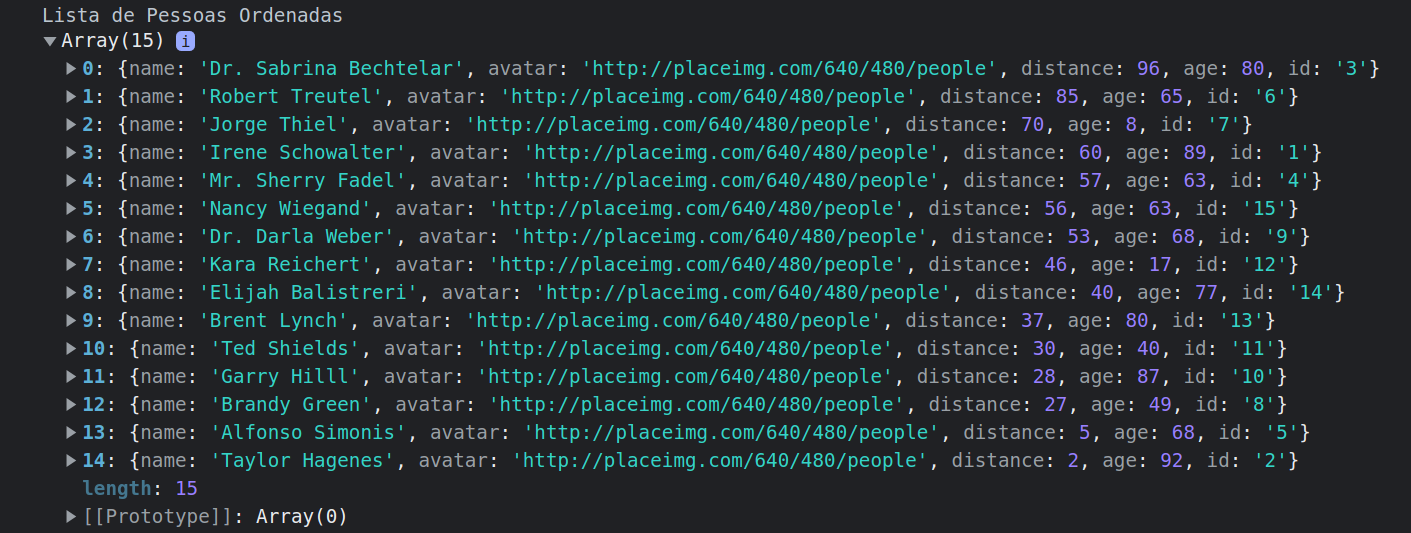 Lista de Pessoas Ordenadas
▼Array(15) i
▶0: {name: 'Dr. Sabrina Bechtelar', avatar: 'http://placeimg.com/640/480/people', distance: 96, age: 80, id: '3'}
▶1: {name: 'Robert Treutel', avatar: 'http://placeimg.com/640/480/people', distance: 85, age: 65, id: '6'}
▶2: {name: 'Jorge Thiel', avatar: 'http://placeimg.com/640/480/people', distance: 70, age: 8, id: '7'}
▶3: {name: 'Irene Schowalter', avatar: 'http://placeimg.com/640/480/people', distance: 60, age: 89, id: '1'}
▶4: {name: 'Mr. Sherry Fadel', avatar: 'http://placeimg.com/640/480/people', distance: 57, age: 63, id: '4'}
▶5: {name: 'Nancy Wiegand', avatar: 'http://placeimg.com/640/480/people', distance: 56, age: 63, id: '15'}
▶6: {name: 'Dr. Darla Weber', avatar: 'http://placeimg.com/640/480/people', distance: 53, age: 68, id: '9'}
▶7: {name: 'Kara Reichert', avatar: 'http://placeimg.com/640/480/people', distance: 46, age: 17, id: '12'}
▶8: {name: 'Elijah Balistreri', avatar: 'http://placeimg.com/640/480/people', distance: 40, age: 77, id: '14'}
▶9: {name: 'Brent Lynch', avatar: 'http://placeimg.com/640/480/people', distance: 37, age: 80, id: '13'}
▶10: {name: 'Ted Shields', avatar: 'http://placeimg.com/640/480/people', distance: 30, age: 40, id: '11'}
▶11: {name: 'Garry Hilll', avatar: 'http://placeimg.com/640/480/people', distance: 28, age: 87, id: '10'}
▶12: {name: 'Brandy Green', avatar: 'http://placeimg.com/640/480/people', distance: 27, age: 49, id: '8'}
▶13: {name: 'Alfonso Simonis', avatar: 'http://placeimg.com/640/480/people', distance: 5, age: 68, id: '5'}
▶14: {name: 'Taylor Hagenes', avatar: 'http://placeimg.com/640/480/people', distance: 2, age: 92, id: '2'}
length: 15
▶[[Prototype]]: Array(0)